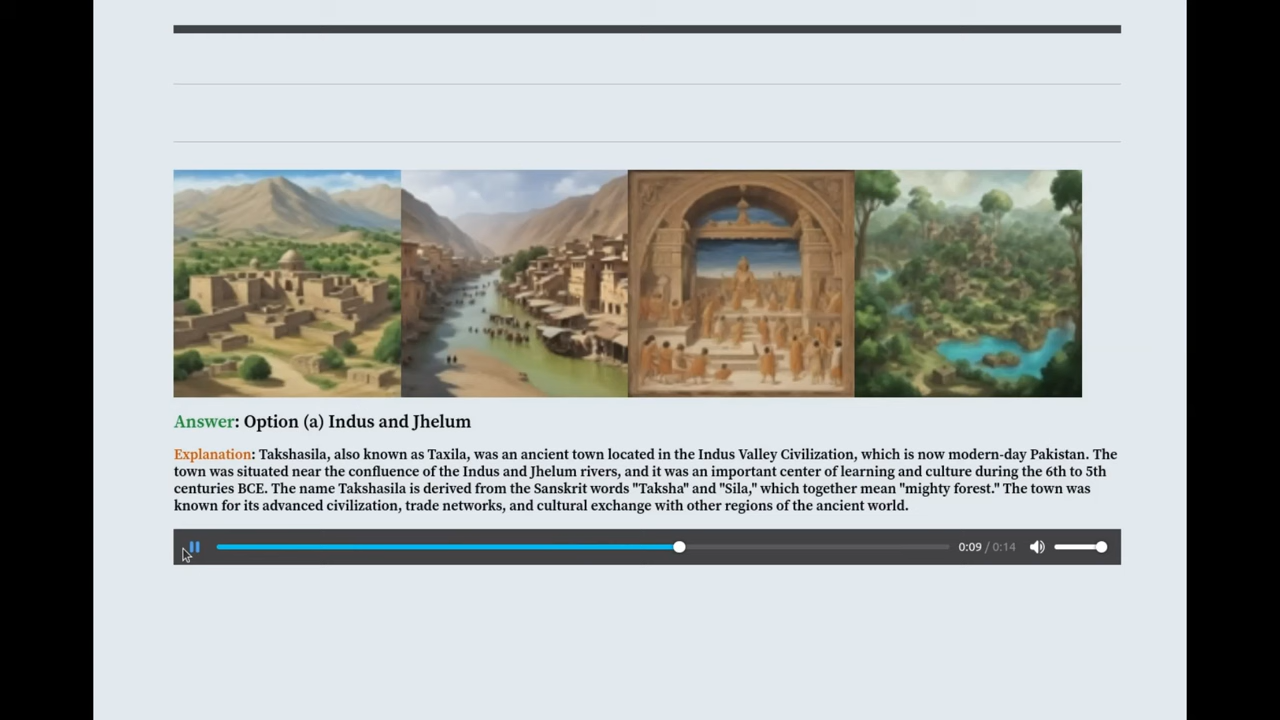 Answer: Option (a) Indus and Jhelum
Explanation: Takshasila, also known as Taxila, was an ancient town located in the Indus Valley Civilization, which is now modern-day Pakistan. The
town was situated near the confluence of the Indus and Jhelum rivers, and it was an important center of learning and culture during the 6th to 5th
centuries BCE. The name Takshasila is derived from the Sanskrit words "Taksha" and "Sila," which together mean "mighty forest." The town was
known for its advanced civilization, trade networks, and cultural exchange with other regions of the ancient world.
0:09 / 0:14